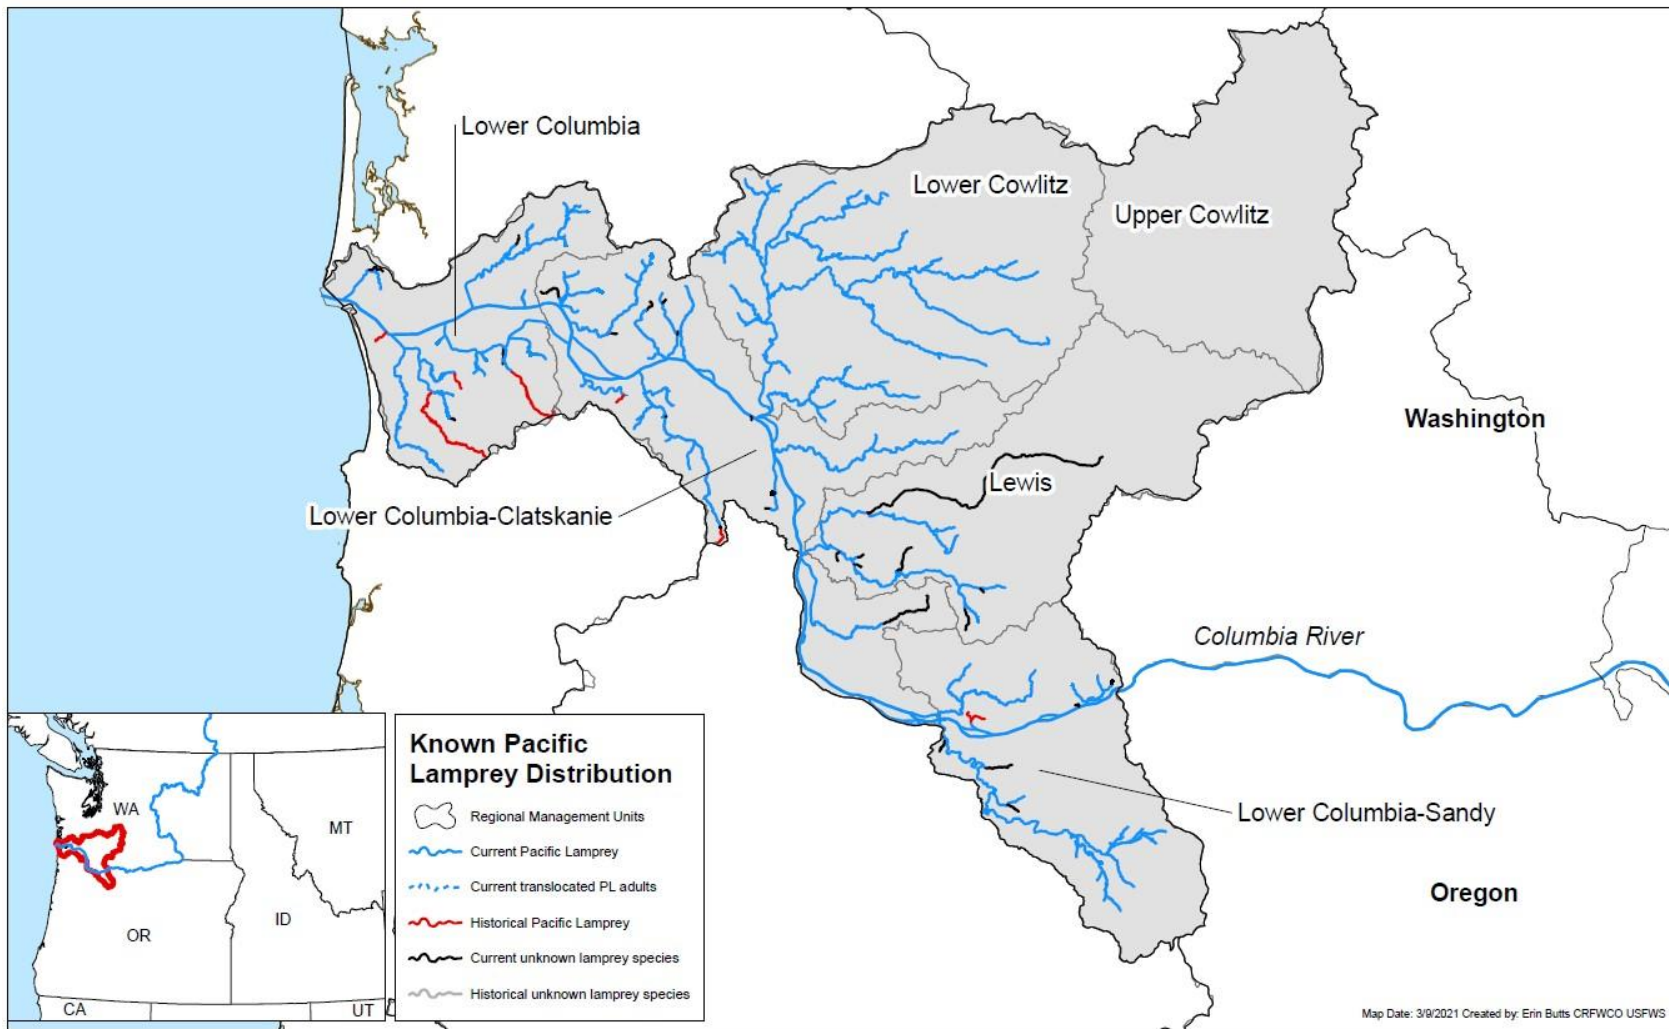 Lower Columbia
Lower Cowlitz
Upper Cowlitz
Washington
Lewis
Lower Columbia-Clatskanie
Columbia River
Lower Columbia-Sandy
Oregon
WA
MT
OR
ID
CA
UT
Known Pacific
Lamprey Distribution
Regional Management Units
Current Pacific Lamprey
Current translocated PL adults
Historical Pacific Lamprey
Current unknown lamprey species
Historical unknown lamprey species
Map Date: 3/9/2021 Created by: Erin Butts CRFWCO USFWS